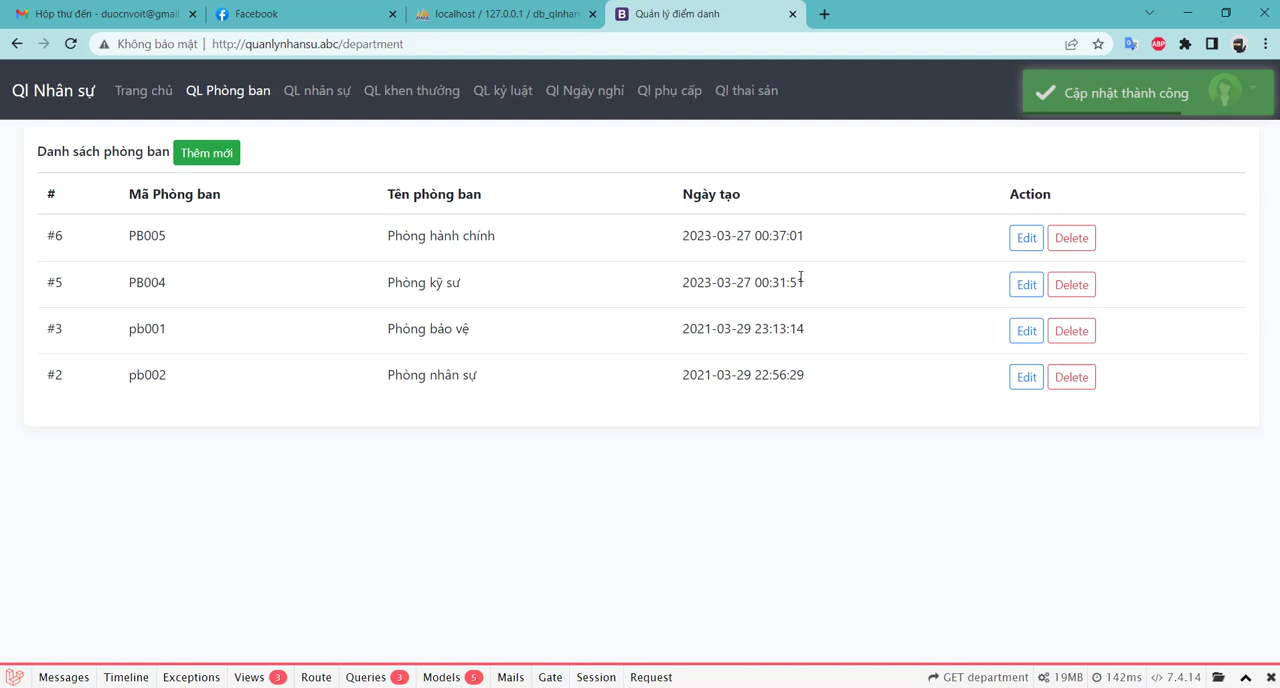 Hộp thư đến - duocnvoit@gmail
Facebook
localhost / 127.0.0.1 / db_qlnhan
Quản lý điểm danh
Không bảo mật | http://quanlynhansu.abc/department
ABP
Ql Nhân sự
Trang chủ
QL Phòng ban
QL nhân sự
QL khen thưởng
QL kỷ luật
Ql Ngày nghỉ
Ql phụ cấp
Ql thai sản
Cập nhật thành công
Danh sách phòng ban Thêm mới
# Mã Phòng ban Tên phòng ban Ngày tạo Action
#6 PB005 Phòng hành chính 2023-03-27 00:37:01 Edit Delete
#5 PB004 Phòng kỹ sư 2023-03-27 00:31:51 Edit Delete
#3 pb001 Phòng bảo vệ 2021-03-29 23:13:14 Edit Delete
#2 pb002 Phòng nhân sự 2021-03-29 22:56:29 Edit Delete
Messages Timeline Exceptions Views 3 Route Queries 3 Models 5 Mails Gate Session Request GET department 19MB 142ms 7.4.14